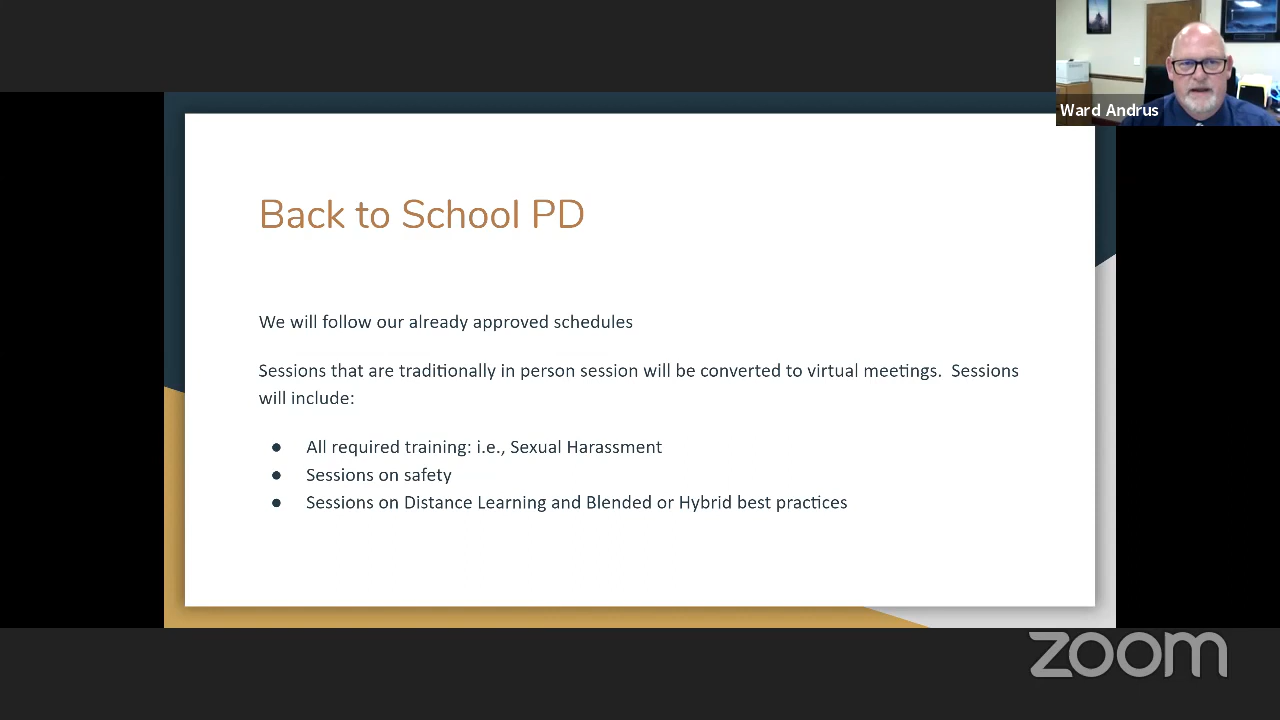 Ward Andrus
Back to School PD
We will follow our already approved schedules
Sessions that are traditionally in person session will be converted to virtual meetings.  Sessions
will include:
● All required training: i.e., Sexual Harassment
● Sessions on safety
● Sessions on Distance Learning and Blended or Hybrid best practices
zoom